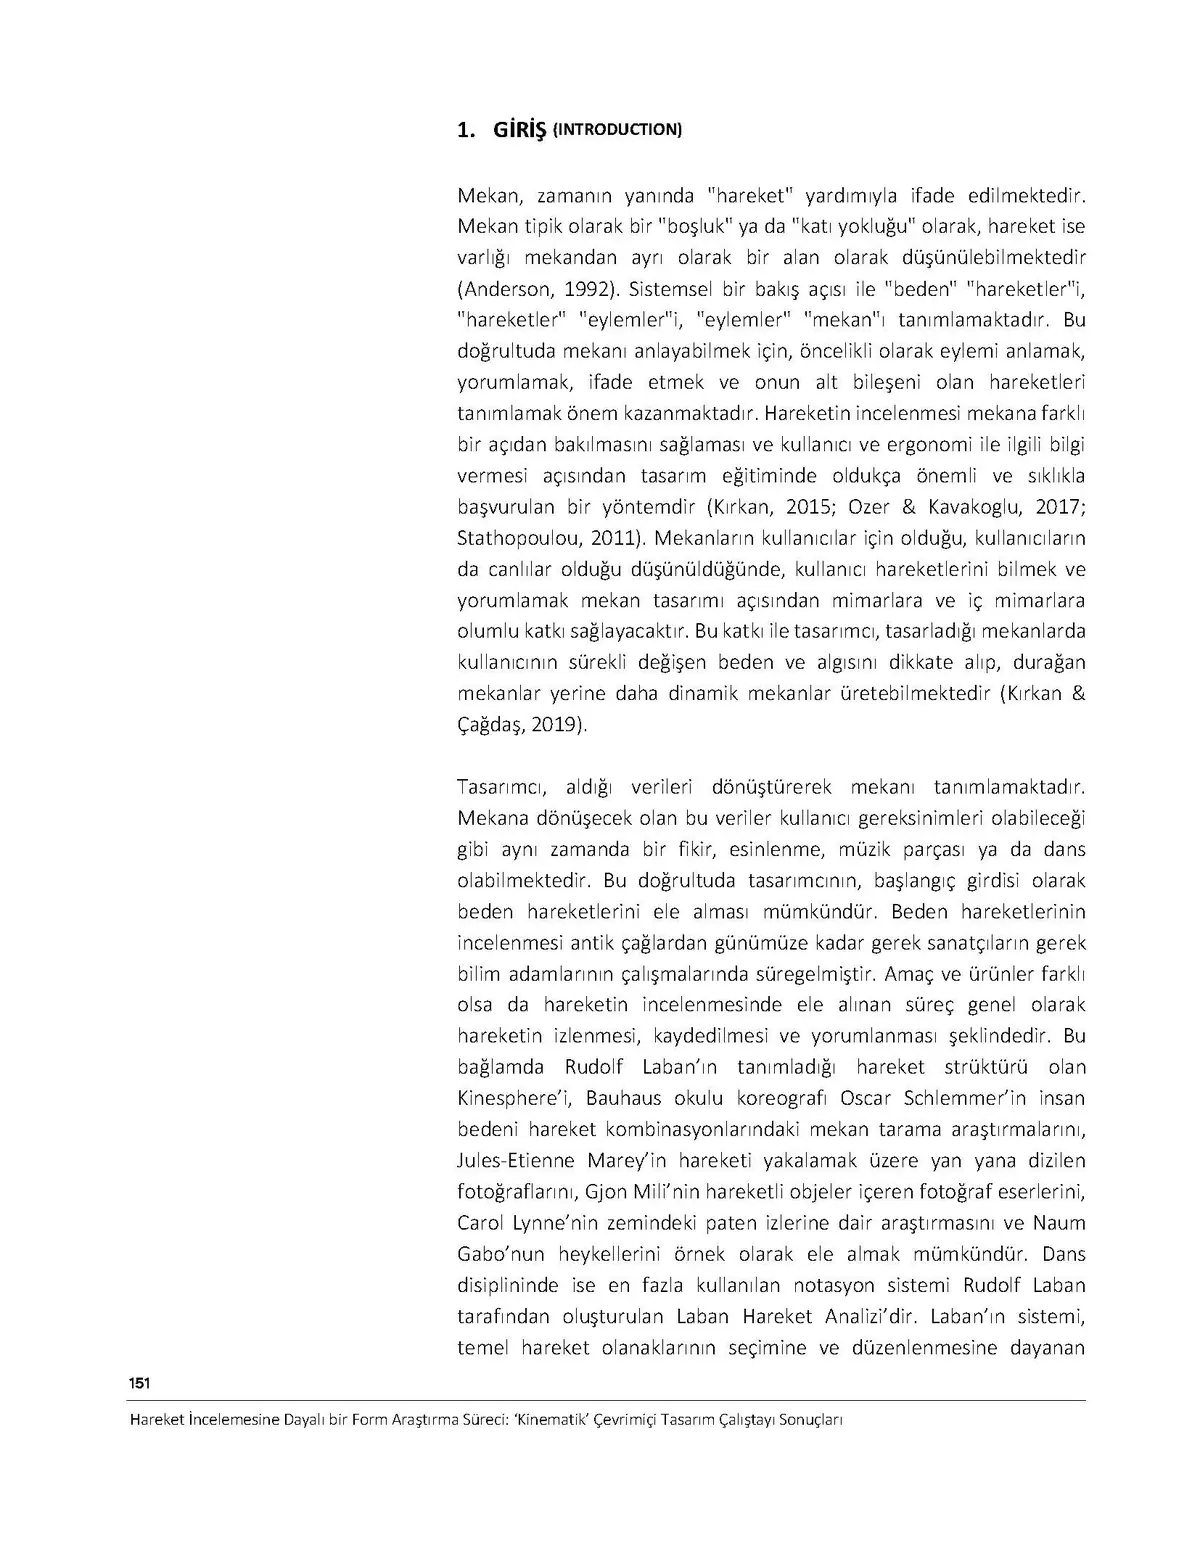 1. GİRİŞ (INTRODUCTION)
Mekan, zamanın yanında "hareket" yardımıyla ifade edilmektedir.
Mekan tipik olarak bir "boşluk" ya da "katı yokluğu" olarak, hareket ise
varlığı mekandan ayrı olarak bir alan olarak düşünülebilmektedir
(Anderson, 1992). Sistemsel bir bakış açısı ile "beden" "hareketler"i,
"hareketler" "eylemler"i, "eylemler" "mekan"ı tanımlamaktadır. Bu
doğrultuda mekanı anlayabilmek için, öncelikli olarak eylemi anlamak,
yorumlamak, ifade etmek ve onun alt bileşeni olan hareketleri
tanımlamak önem kazanmaktadır. Hareketin incelenmesi mekana farklı
bir açıdan bakılmasını sağlaması ve kullanıcı ve ergonomi ile ilgili bilgi
vermesi açısından tasarım eğitiminde oldukça önemli ve sıklıkla
başvurulan bir yöntemdir (Kırkan, 2015; Ozer & Kavakoglu, 2017;
Stathopoulou, 2011). Mekanların kullanıcılar için olduğu, kullanıcıların
da canlılar olduğu düşünüldüğünde, kullanıcı hareketlerini bilmek ve
yorumlamak mekan tasarımı açısından mimarlara ve iç mimarlara
olumlu katkı sağlayacaktır. Bu katkı ile tasarımcı, tasarladığı mekanlarda
kullanıcının sürekli değişen beden ve algısını dikkate alıp, durağan
mekanlar yerine daha dinamik mekanlar üretebilmektedir (Kırkan &
Çağdaş, 2019).
Tasarımcı, aldığı verileri dönüştürerek mekanı tanımlamaktadır.
Mekana dönüşecek olan bu veriler kullanıcı gereksinimleri olabileceği
gibi aynı zamanda bir fikir, esinlenme, müzik parçası ya da dans
olabilmektedir. Bu doğrultuda tasarımcının, başlangıç girdisi olarak
beden hareketlerini ele alması mümkündür. Beden hareketlerinin
incelenmesi antik çağlardan günümüze kadar gerek sanatçıların gerek
bilim adamlarının çalışmalarında süregelmiştir. Amaç ve ürünler farklı
olsa da hareketin incelenmesinde ele alınan süreç genel olarak
hareketin izlenmesi, kaydedilmesi ve yorumlanması şeklindedir. Bu
bağlamda Rudolf Laban’ın tanımladığı hareket strüktürü olan
Kinesphere’i, Bauhaus okulu koreografı Oscar Schlemmer’in insan
bedeni hareket kombinasyonlarındaki mekan tarama araştırmalarını,
Jules-Etienne Marey’in hareketi yakalamak üzere yan yana dizilen
fotoğraflarını, Gjon Mili’nin hareketli objeler içeren fotoğraf eserlerini,
Carol Lynne’nin zemindeki paten izlerine dair araştırmasını ve Naum
Gabo’nun heykellerini örnek olarak ele almak mümkündür. Dans
disiplininde ise en fazla kullanılan notasyon sistemi Rudolf Laban
tarafından oluşturulan Laban Hareket Analizi’dir. Laban’ın sistemi,
temel hareket olanaklarının seçimine ve düzenlenmesine dayanan
151
Hareket İncelemesine Dayalı bir Form Araştırma Süreci: ‘Kinematik’ Çevrimiçi Tasarım Çalıştayı Sonuçları